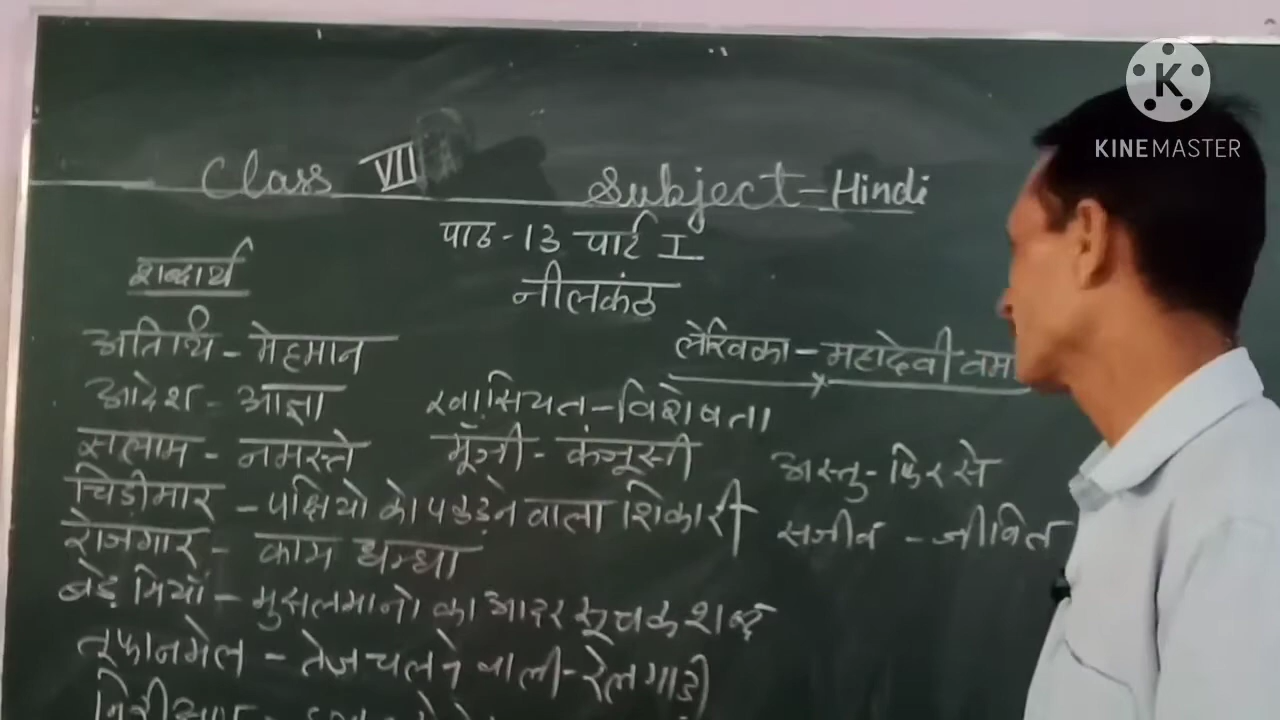 Class VII Subject-Hindi
पाठ-13 पार्ट I
नीलकंठ
लेखिका-महादेवी वर्मा
शब्दार्थ
अतिथि-मेहमान
आदेश-आज्ञा
सलाम-नमस्ते
चिड़ीमार-पक्षियो को पकड़ने वाला शिकारी
रोजगार-काम धन्धा
बड़े मियाँ-मुसलमानो का आदर सूचक शब्द
तूफानमेल-तेज चलने वाली-रेलगाड़ी
खा़सियत-विशेषता
मूँजी-कंजूसी
अस्तु-फिर से
सजीव-जीवित
K
KINEMASTER